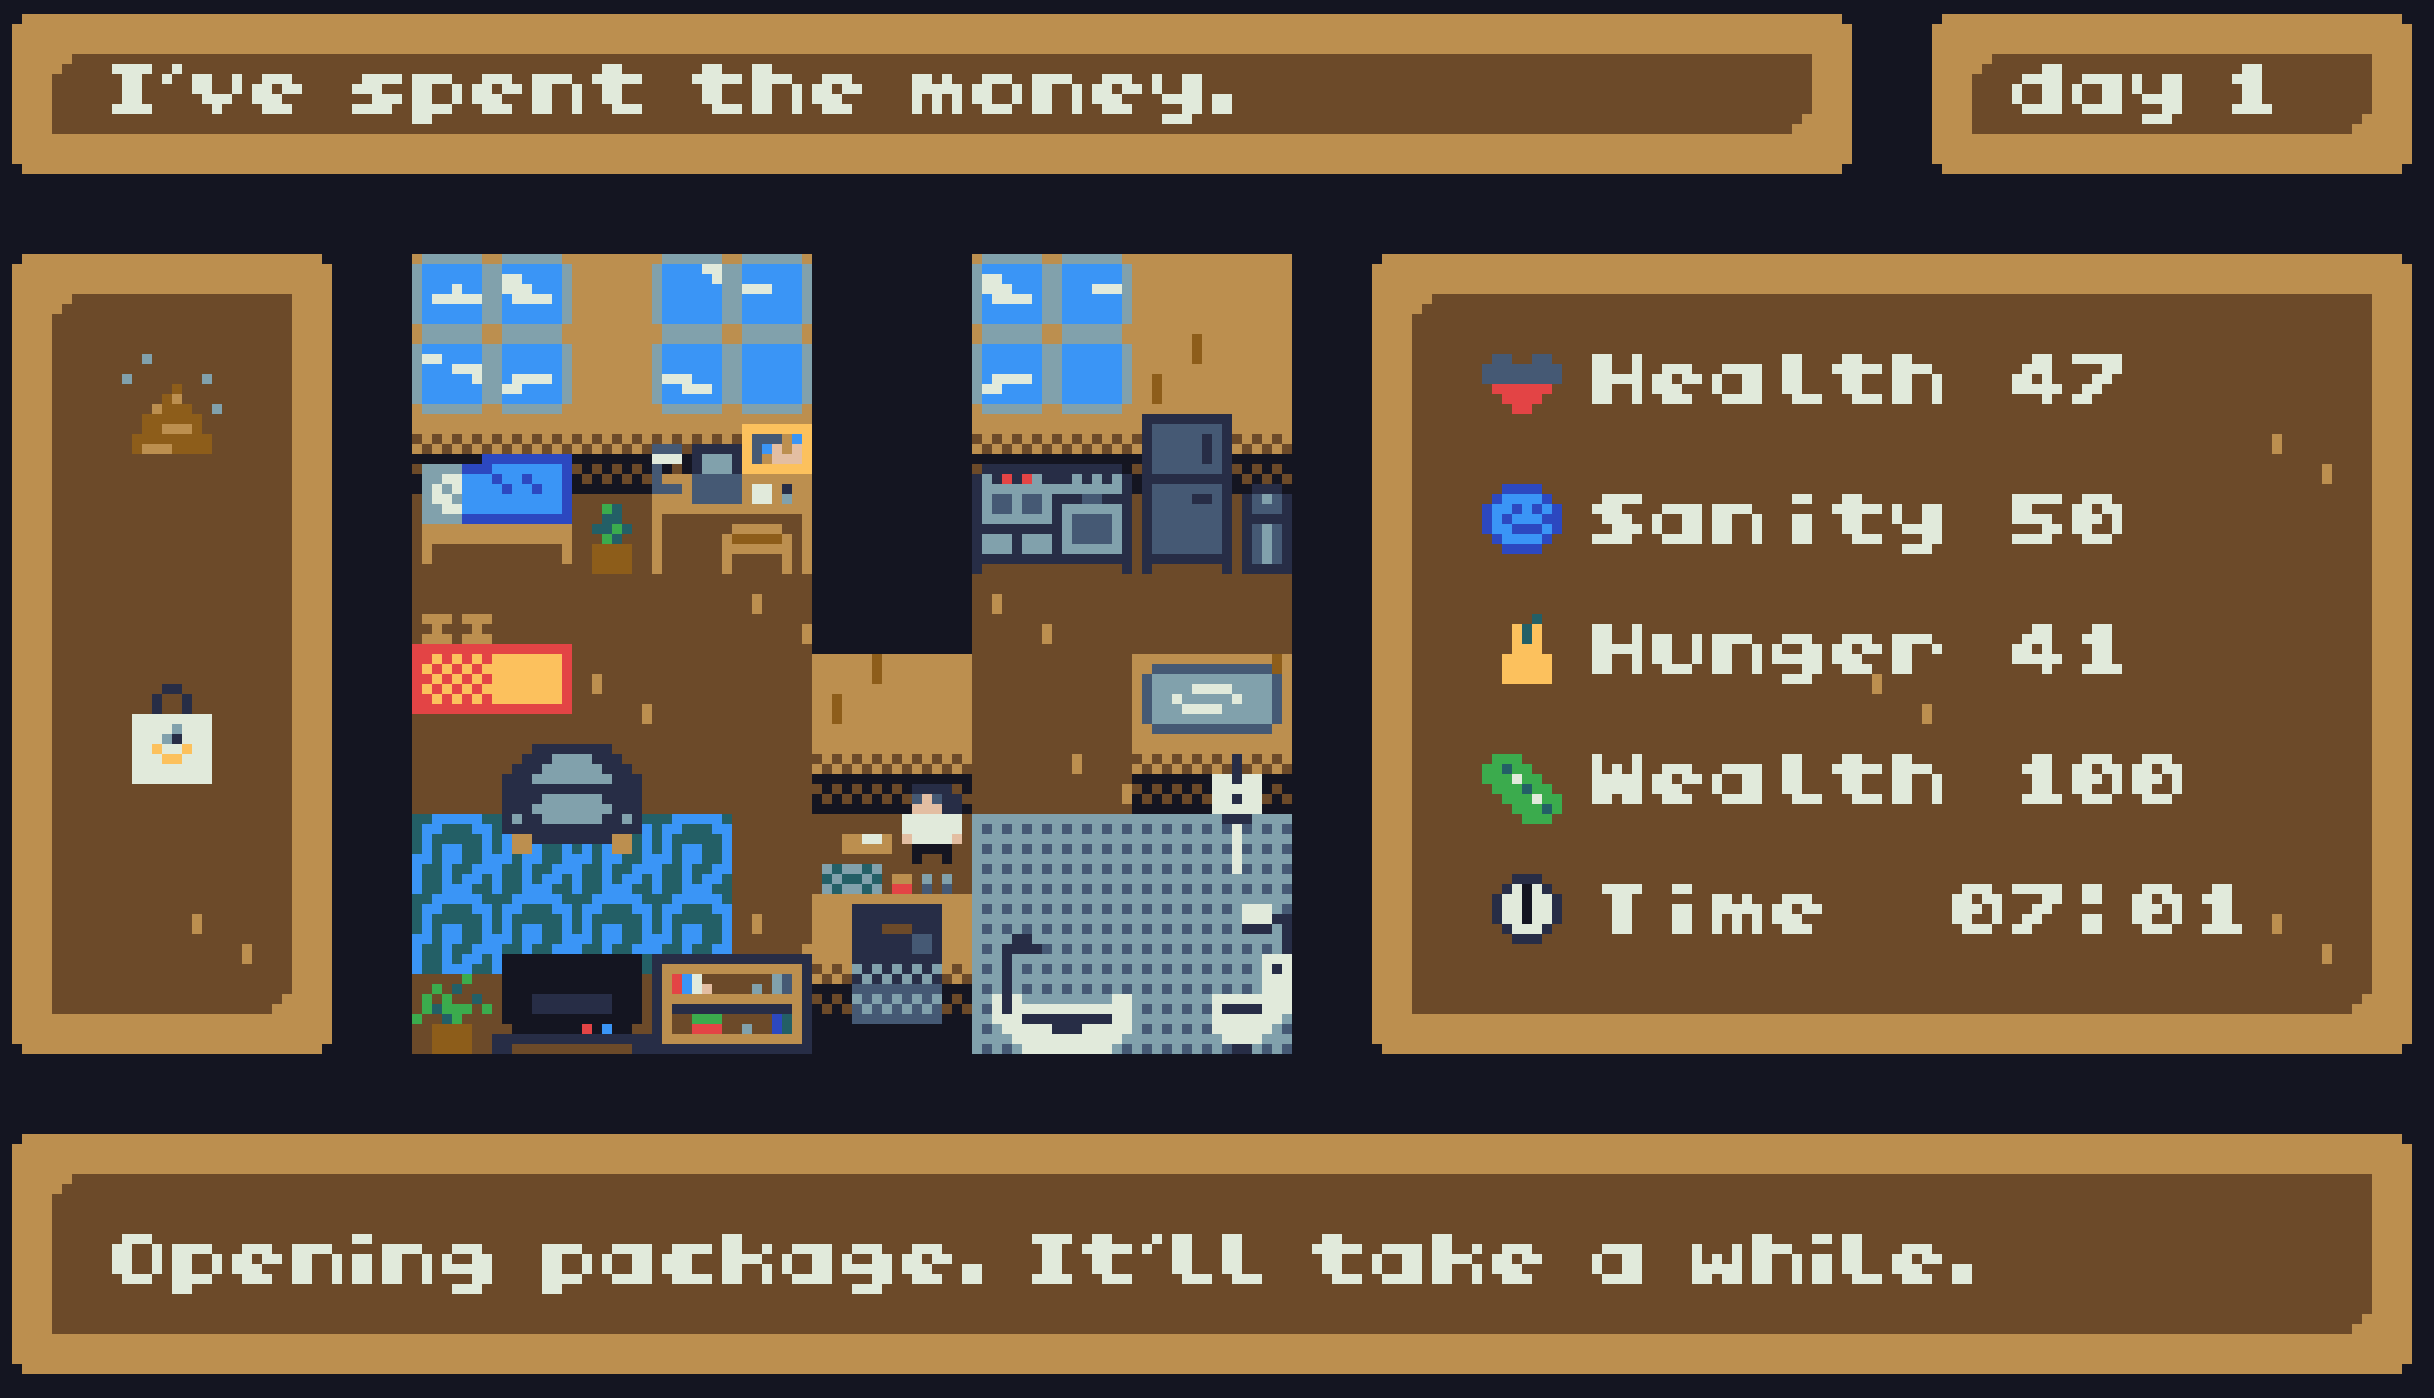 I've spent the money.
day 1
Health 47
Sanity 50
Hunger 41
Wealth 100
Time 07:01
Opening package. It'll take a while.